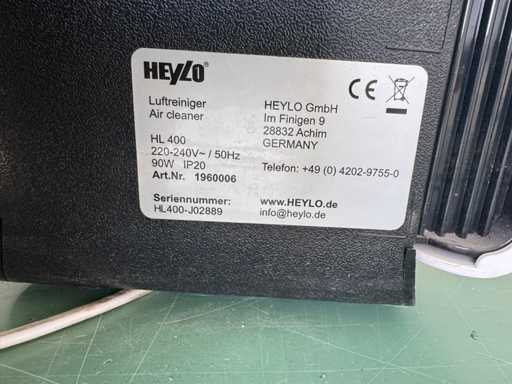 HEYLO®
CE
Luftreiniger
Air cleaner
HL 400
220-240V~ / 50Hz
90W IP20
Art.Nr. 1960006
Seriennummer:
HL400-J02889
HEYLO GmbH
Im Finigen 9
28832 Achim
GERMANY
Telefon: +49 (0) 4202-9755-0
www.HEYLO.de
info@heylo.de